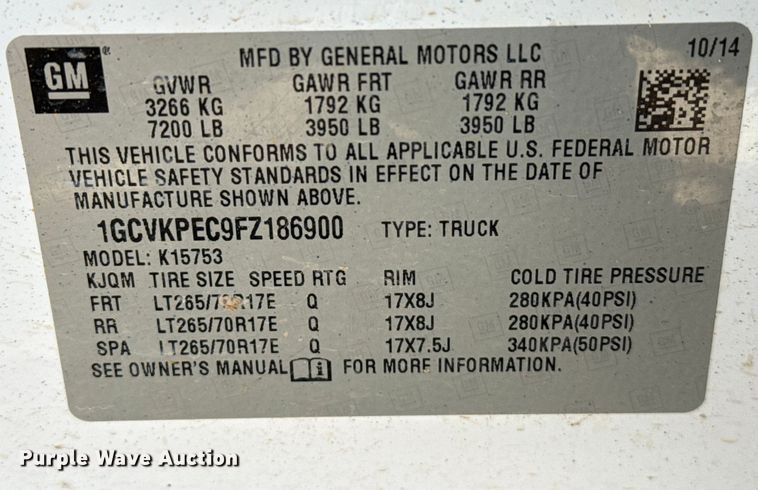 GM ® MFD BY GENERAL MOTORS LLC 10/14
GVWR GAWR FRT GAWR RR
3266 KG 1792 KG 1792 KG
7200 LB 3950 LB 3950 LB
THIS VEHICLE CONFORMS TO ALL APPLICABLE U.S. FEDERAL MOTOR
VEHICLE SAFETY STANDARDS IN EFFECT ON THE DATE OF
MANUFACTURE SHOWN ABOVE.
1GCVKPEC9FZ186900 TYPE: TRUCK
MODEL: K15753
KJQM TIRE SIZE SPEED RTG RIM COLD TIRE PRESSURE
FRT LT265/70R17E Q 17X8J 280KPA(40PSI)
RR LT265/70R17E Q 17X8J 280KPA(40PSI)
SPA LT265/70R17E Q 17X7.5J 340KPA(50PSI)
SEE OWNER'S MANUAL i FOR MORE INFORMATION.
Purple Wave Auction